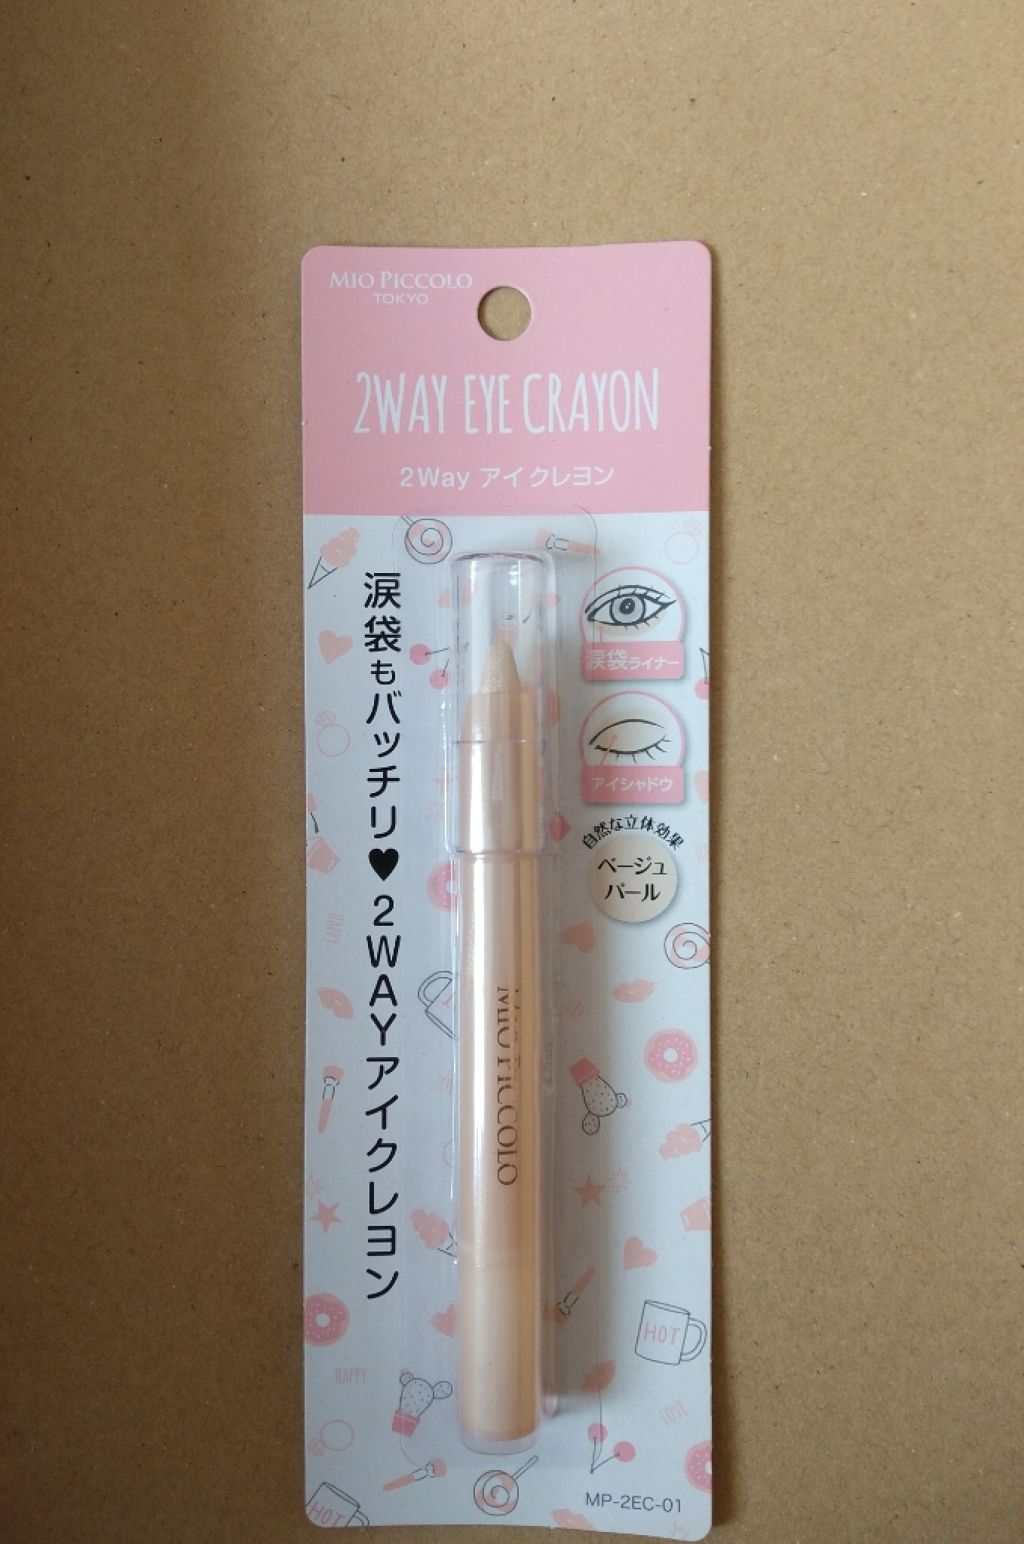 MIO PICCOLO
TOKYO
2WAY EYE CRAYON
2Way アイクレヨン
涙袋もバッチリ♥2WAYアイクレヨン
涙袋ライナー
アイシャドウ
自然な立体効果
ベージュ
パール
MIO PICCOLO
HOT
HAPPY
LOVE
HOT
MP-2EC-01